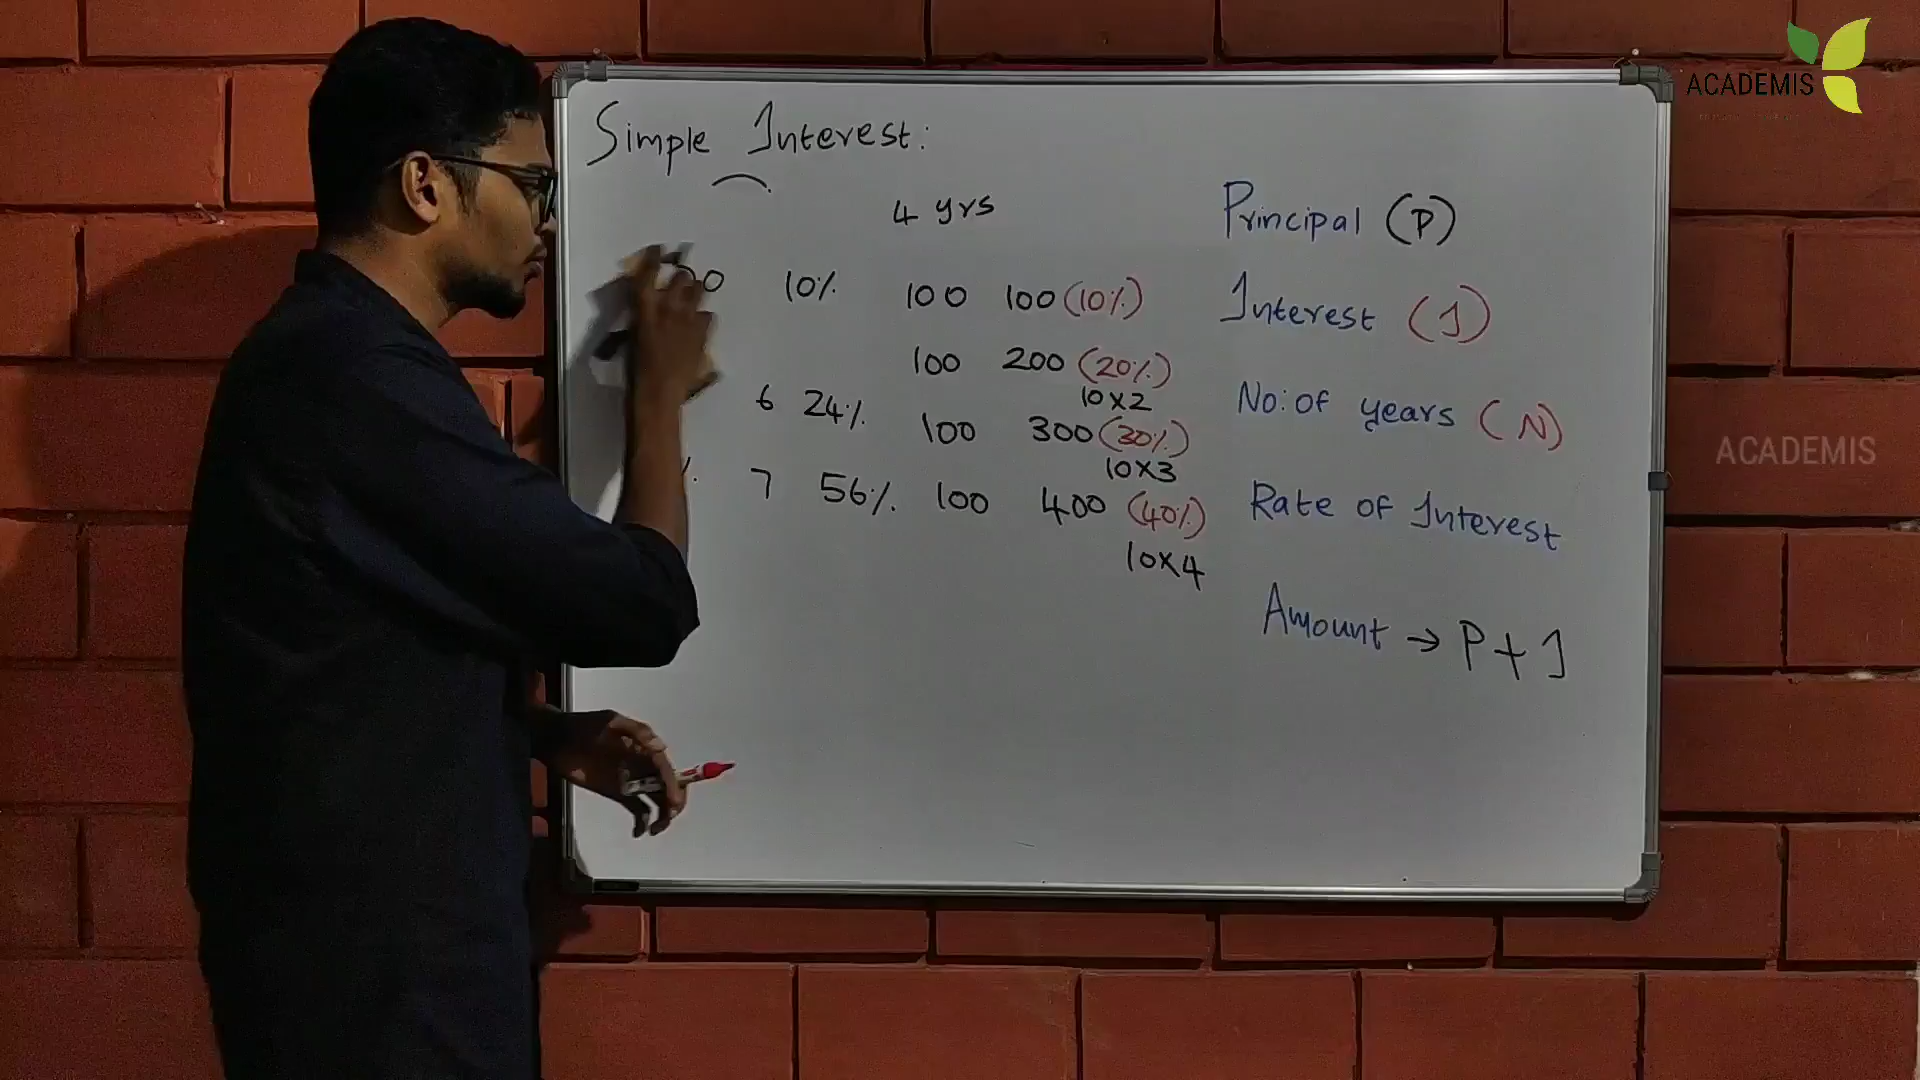 ACADEMIS
Simple Interest:
4 yrs
10% 100 100 (10%)
100 200 (20%)
10x2
6 24% 100 300 (30%)
10x3
7 56% 100 400 (40%)
10x4
Principal (P)
Interest (I)
No: of years (N)
Rate of Interest
Amount → P + I
ACADEMIS